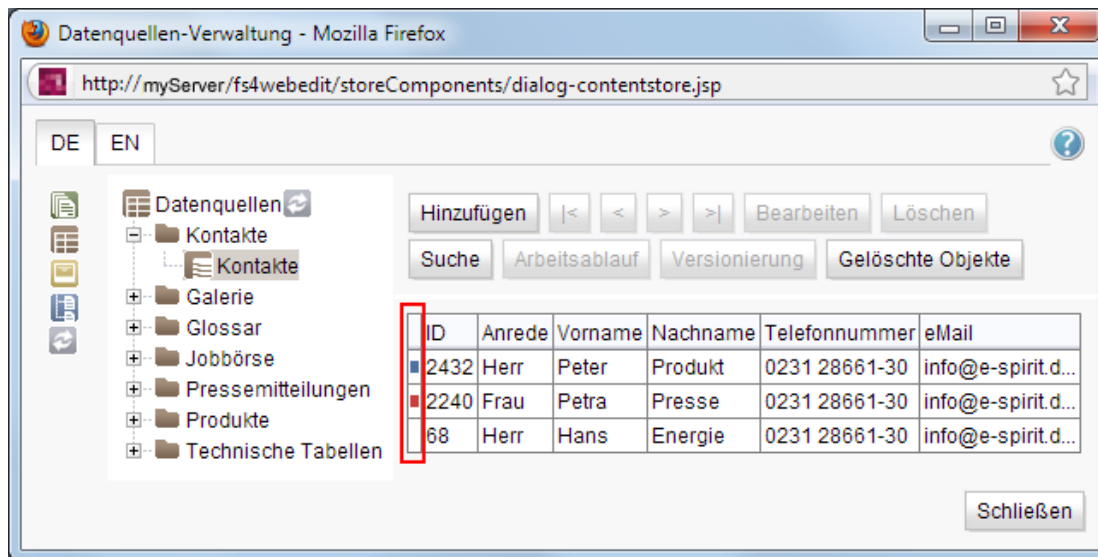 Datenquellen-Verwaltung - Mozilla Firefox
http://myServer/fs4webedit/storeComponents/dialog-contentstore.jsp
DE EN
Datenquellen
Kontakte
Kontakte
Galerie
Glossar
Jobbörse
Pressemitteilungen
Produkte
Technische Tabellen
Hinzufügen |< < > >| Bearbeiten Löschen
Suche Arbeitsablauf Versionierung Gelöschte Objekte
ID Anrede Vorname Nachname Telefonnummer eMail
2432 Herr Peter Produkt 0231 28661-30 info@e-spirit.d...
2240 Frau Petra Presse 0231 28661-30 info@e-spirit.d...
68 Herr Hans Energie 0231 28661-30 info@e-spirit.d...
Schließen